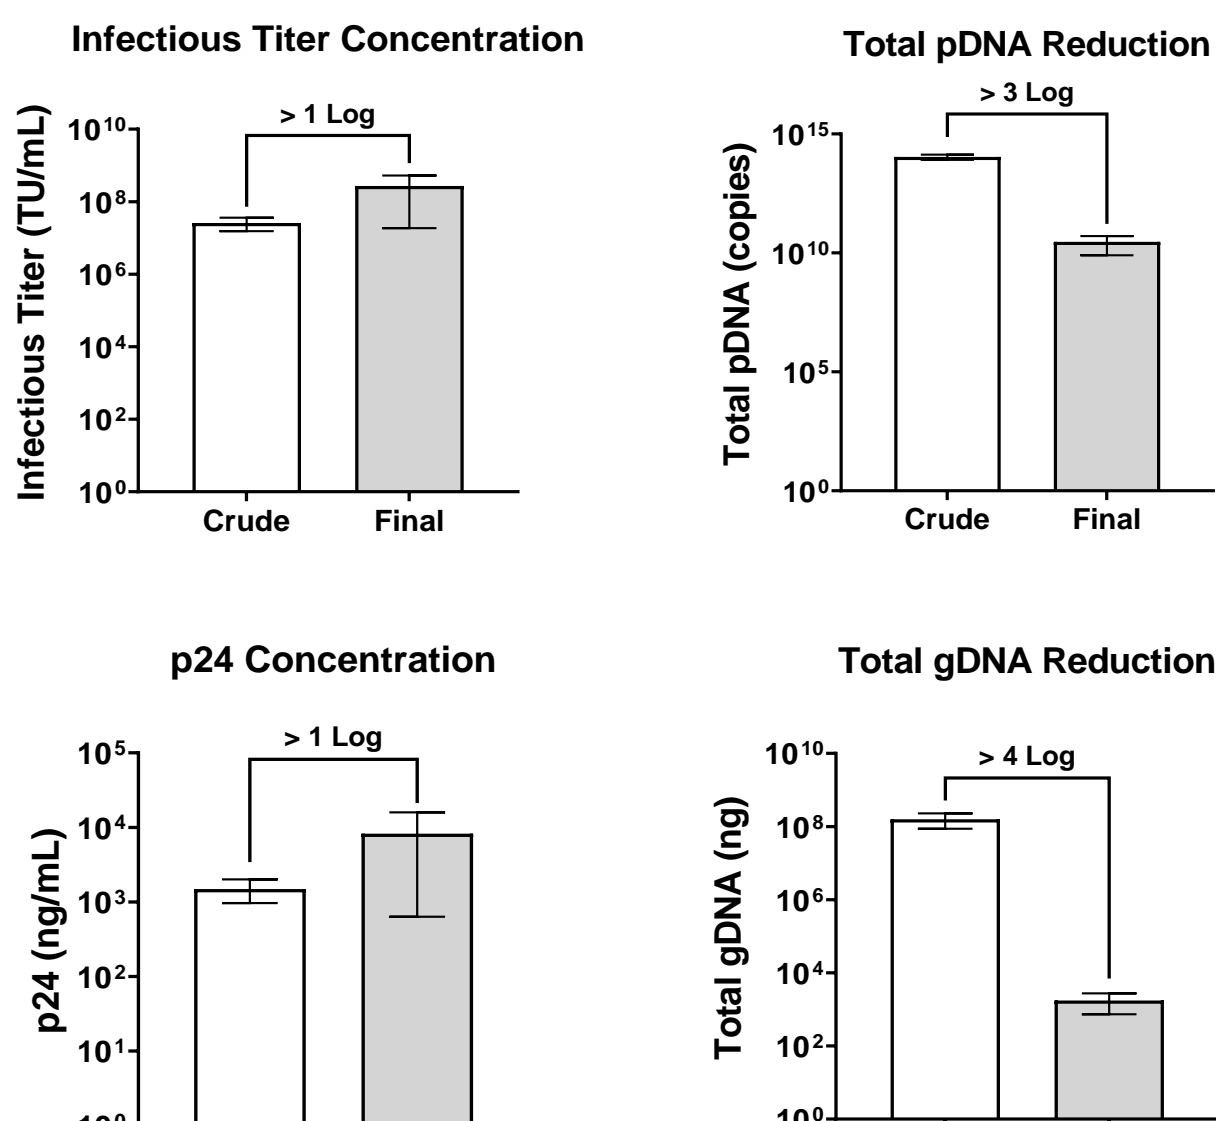 Infectious Titer Concentration
> 1 Log
Infectious Titer (TU/mL)
10¹⁰
10⁸
10⁶
10⁴
10²
10⁰
Crude Final
Total pDNA Reduction
> 3 Log
Total pDNA (copies)
10¹⁵
10¹⁰
10⁵
10⁰
Crude Final
p24 Concentration
> 1 Log
p24 (ng/mL)
10⁵
10⁴
10³
10²
10¹
10⁰
Total gDNA Reduction
> 4 Log
Total gDNA (ng)
10¹⁰
10⁸
10⁶
10⁴
10²
10⁰